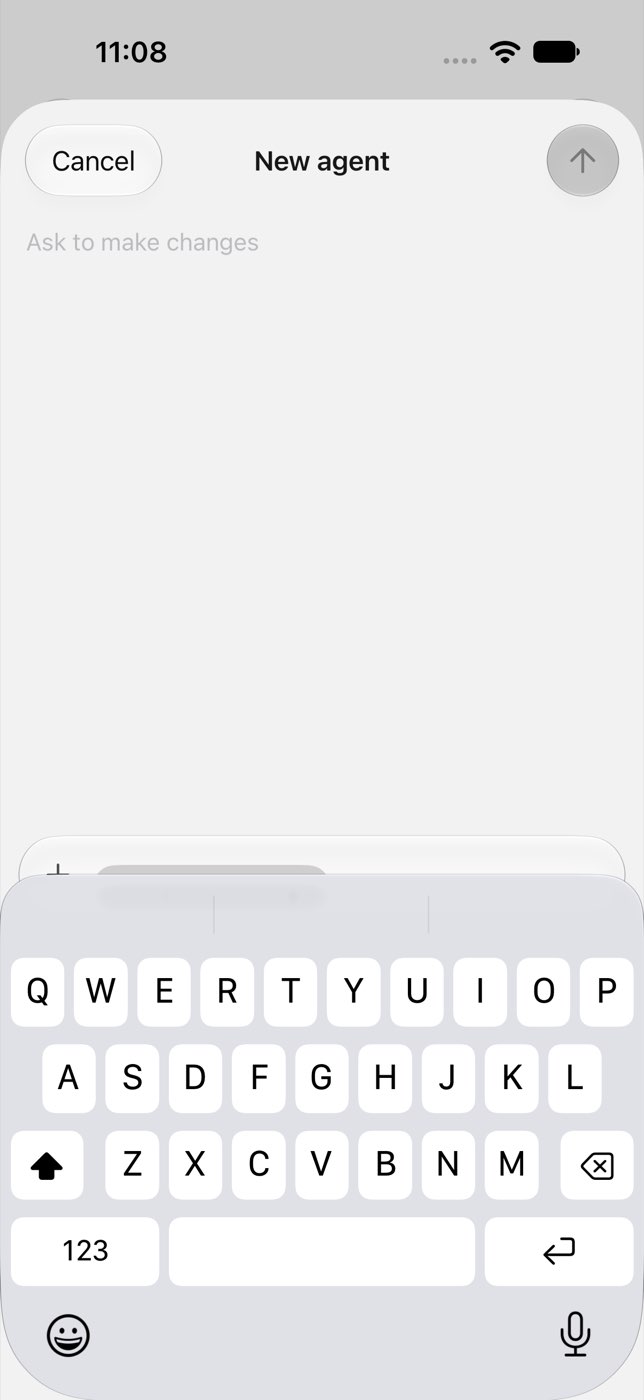 11:08
Cancel
New agent
Ask to make changes
Q W E R T Y U I O P
A S D F G H J K L
Z X C V B N M
123